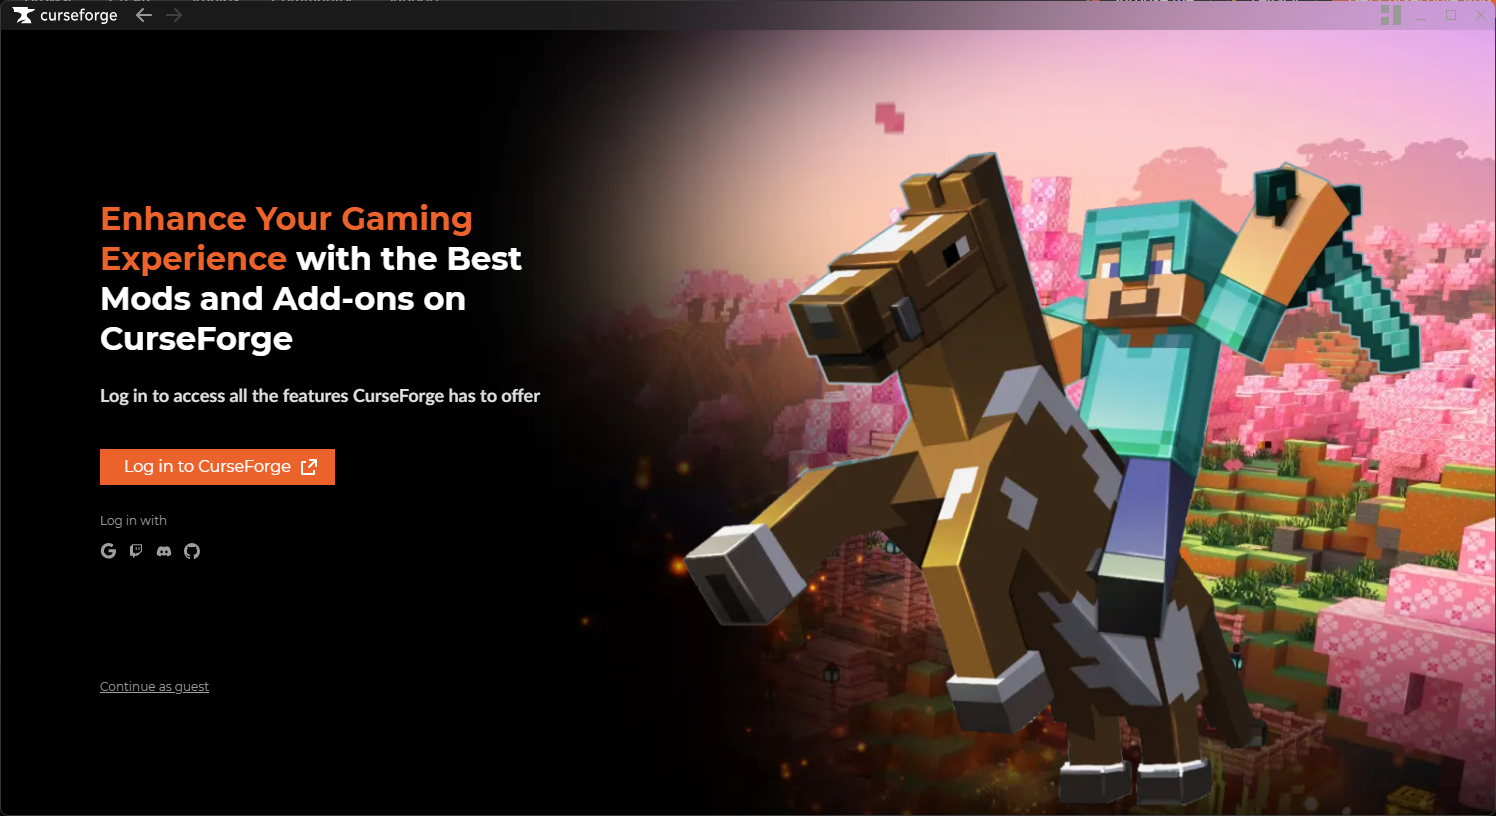 curseforge
Enhance Your Gaming
Experience with the Best
Mods and Add-ons on
CurseForge
Log in to access all the features CurseForge has to offer
Log in to CurseForge
Log in with
Continue as guest